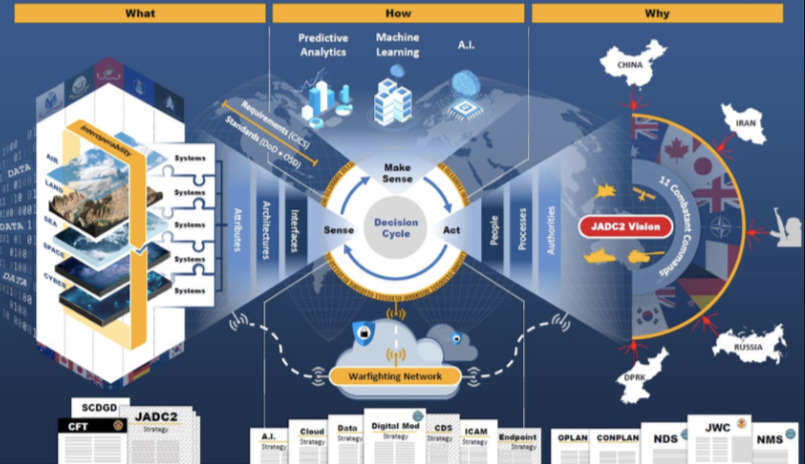 What
How
Why
Predictive
Analytics
Machine
Learning
A.I.
CHINA
IRAN
RUSSIA
DPRK
Interoperability
AIR
LAND
SEA
SPACE
CYBER
DATA
DATA
DATA
Systems
Systems
Systems
Systems
Systems
Requirements (CJCS)
Standards (DoD • OSD)
Attributes
Architectures
Interfaces
Make
Sense
Sense
Decision
Cycle
Act
People
Processes
Authorities
JADC2 Vision
11 Combatant Commands
Warfighting Network
SCDGD
CFT
JADC2
Strategy
A.I.
Strategy
Cloud
Strategy
Data
Strategy
Digital Mod
Strategy
CDS
Strategy
ICAM
Strategy
Endpoint
Strategy
OPLAN
CONPLAN
NDS
JWC
NMS